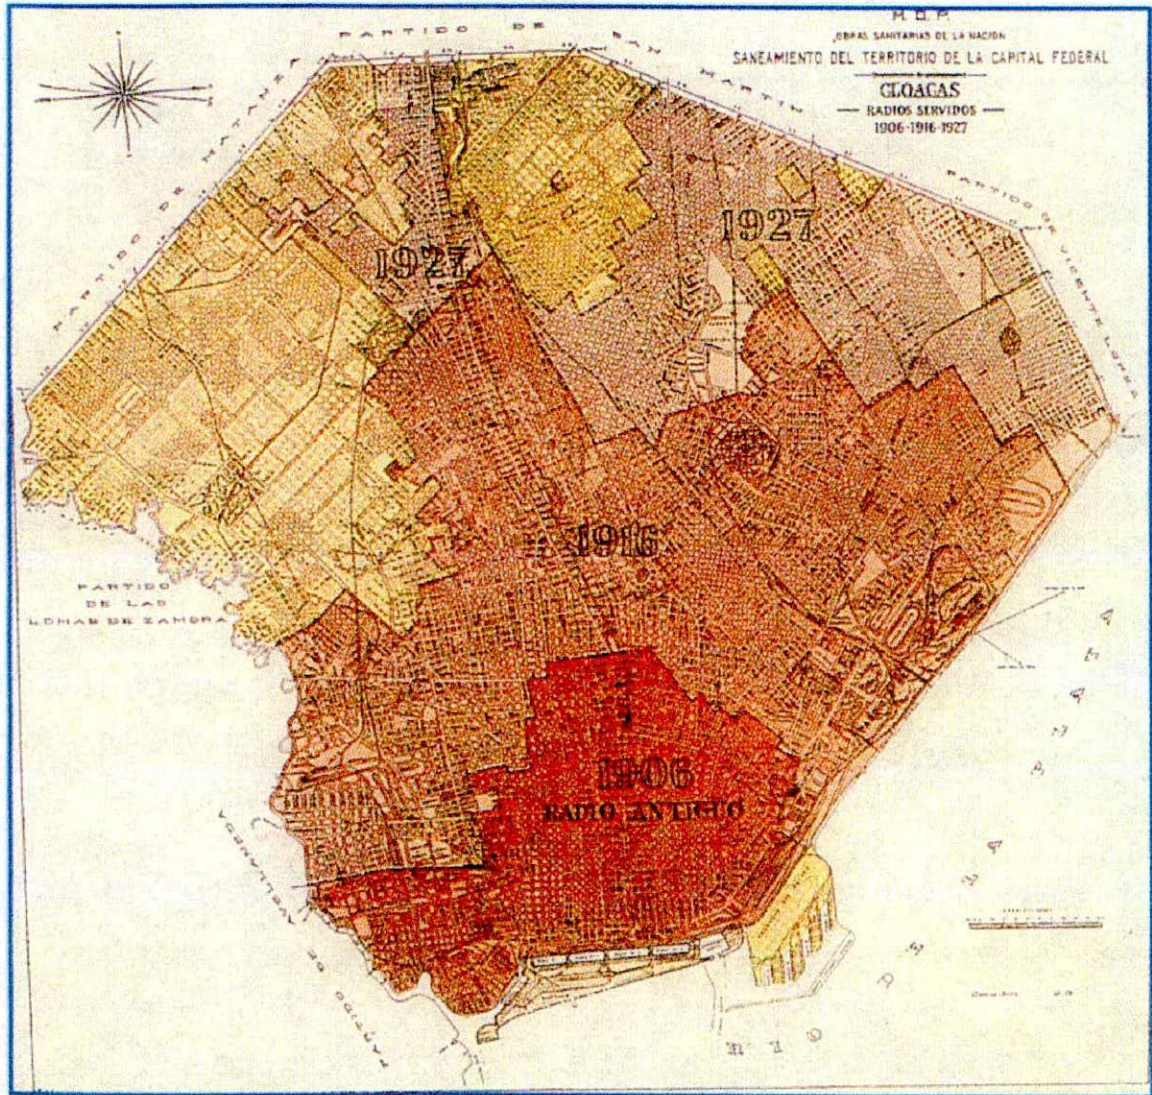 M. O. P.
OBRAS SANITARIAS DE LA NACION
SANEAMIENTO DEL TERRITORIO DE LA CAPITAL FEDERAL
CLOACAS
RADIOS SERVIDOS
1906-1916-1927
PARTIDO DE SAN MARTIN
PARTIDO DE MATANZA
PARTIDO DE VICENTE LOPEZ
1927
1927
1916
PARTIDO
DE LAS
LOMAS DE ZAMORA
1906
RADIO ANTIGUO
PARTIDO DE AVELLANEDA